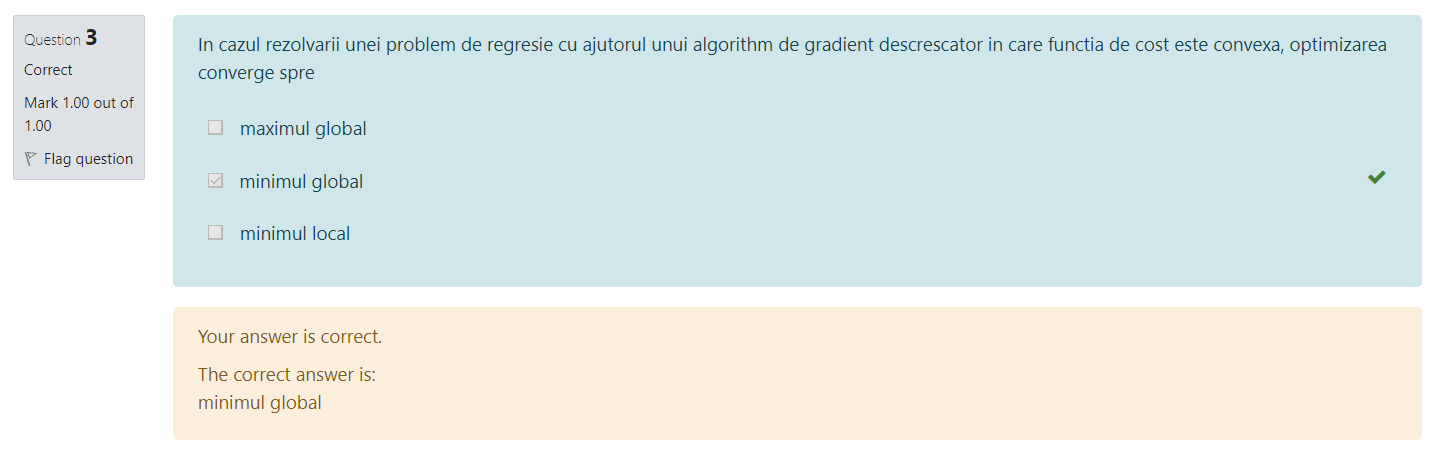 Question 3
Correct
Mark 1.00 out of
1.00
Flag question
In cazul rezolvarii unei problem de regresie cu ajutorul unui algorithm de gradient descrescator in care functia de cost este convexa, optimizarea
converge spre
maximul global
minimul global
minimul local
Your answer is correct.
The correct answer is:
minimul global